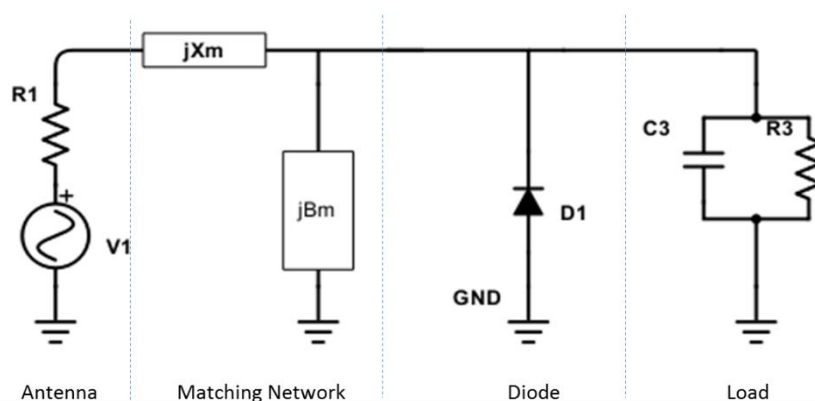 jXm
R1
C3
R3
jBm
+
D1
V1
GND
Antenna
Matching Network
Diode
Load